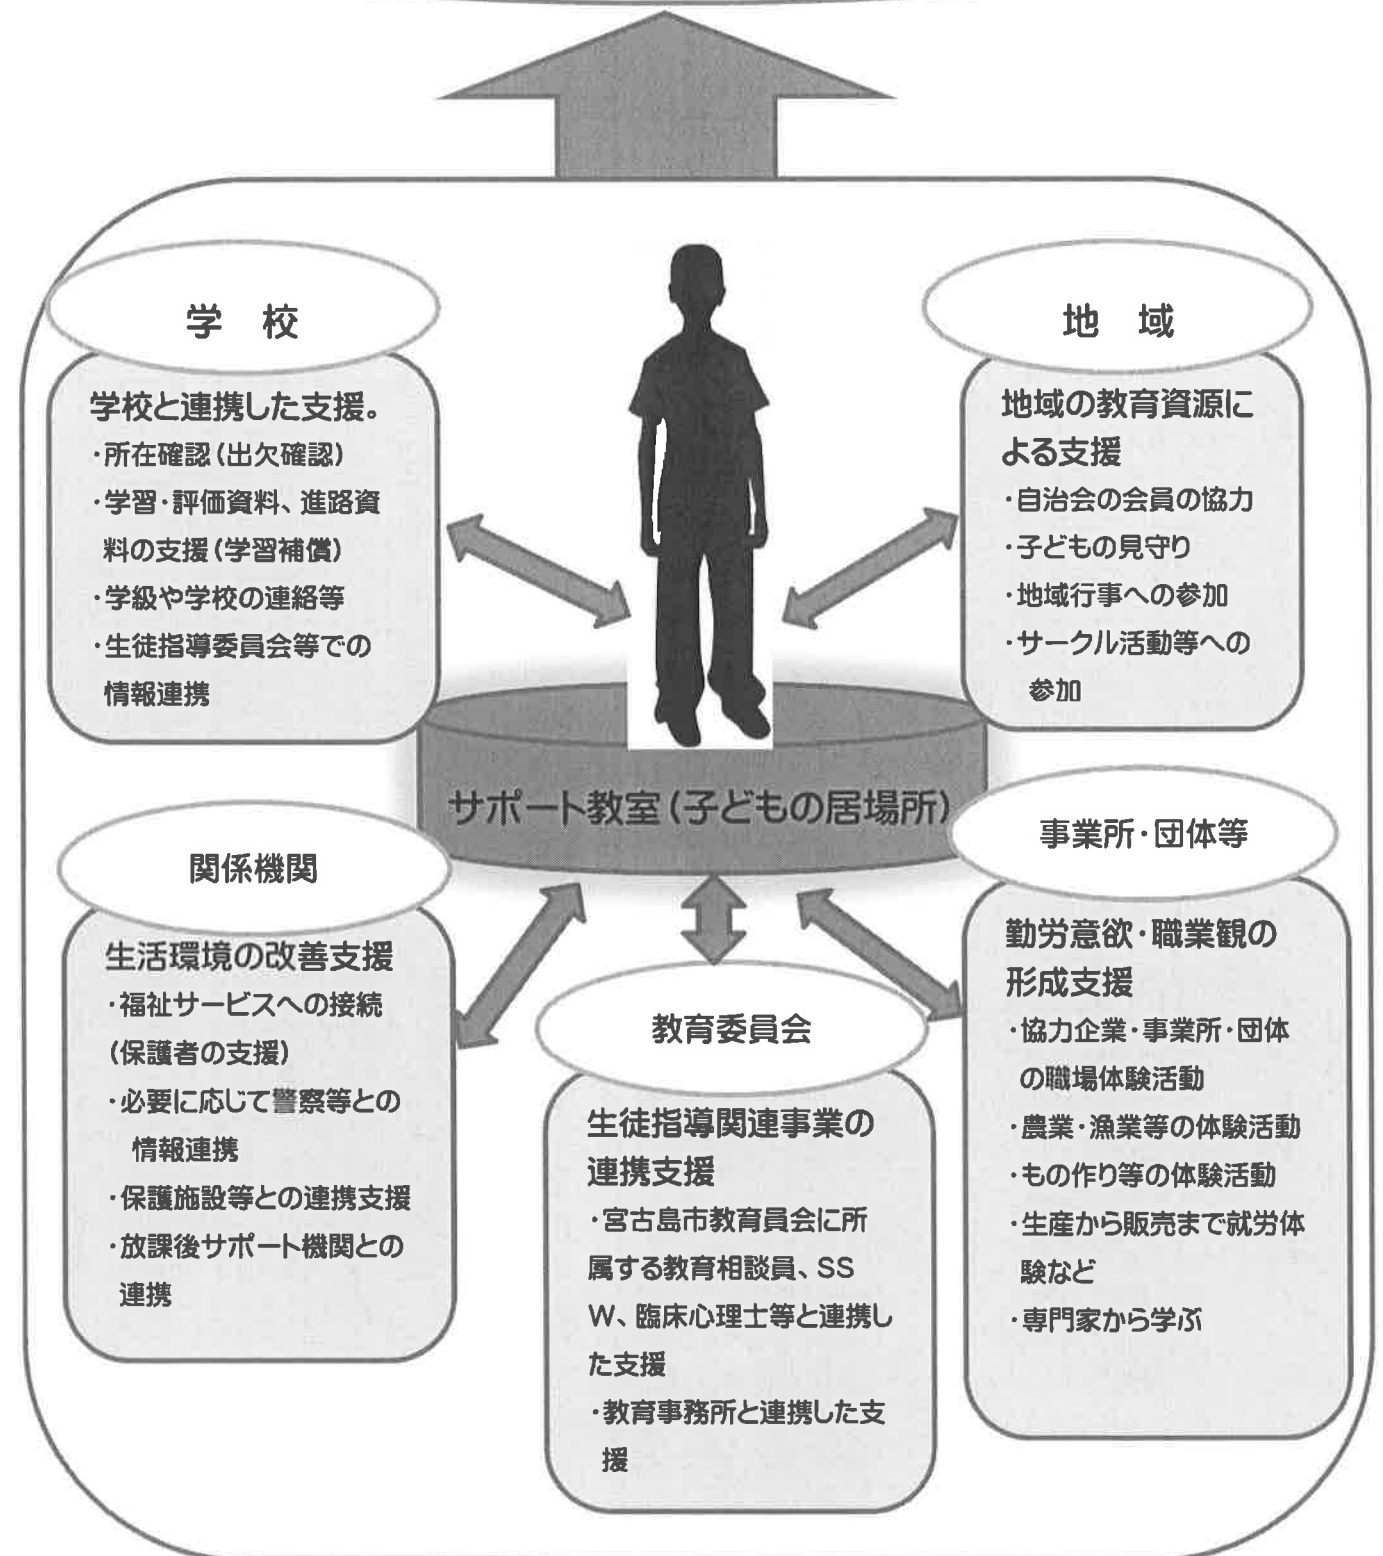 学　校
学校と連携した支援。
・所在確認(出欠確認)
・学習・評価資料、進路資
料の支援(学習補償)
・学級や学校の連絡等
・生徒指導委員会等での
情報連携
地　域
地域の教育資源に
よる支援
・自治会の会員の協力
・子どもの見守り
・地域行事への参加
・サークル活動等への
参加
サポート教室(子どもの居場所)
関係機関
生活環境の改善支援
・福祉サービスへの接続
(保護者の支援)
・必要に応じて警察等との
情報連携
・保護施設等との連携支援
・放課後サポート機関との
連携
教育委員会
生徒指導関連事業の
連携支援
・宮古島市教育員会に所
属する教育相談員、SS
W、臨床心理士等と連携し
た支援
・教育事務所と連携した支
援
事業所・団体等
勤労意欲・職業観の
形成支援
・協力企業・事業所・団体
の職場体験活動
・農業・漁業等の体験活動
・もの作り等の体験活動
・生産から販売まで就労体
験など
・専門家から学ぶ